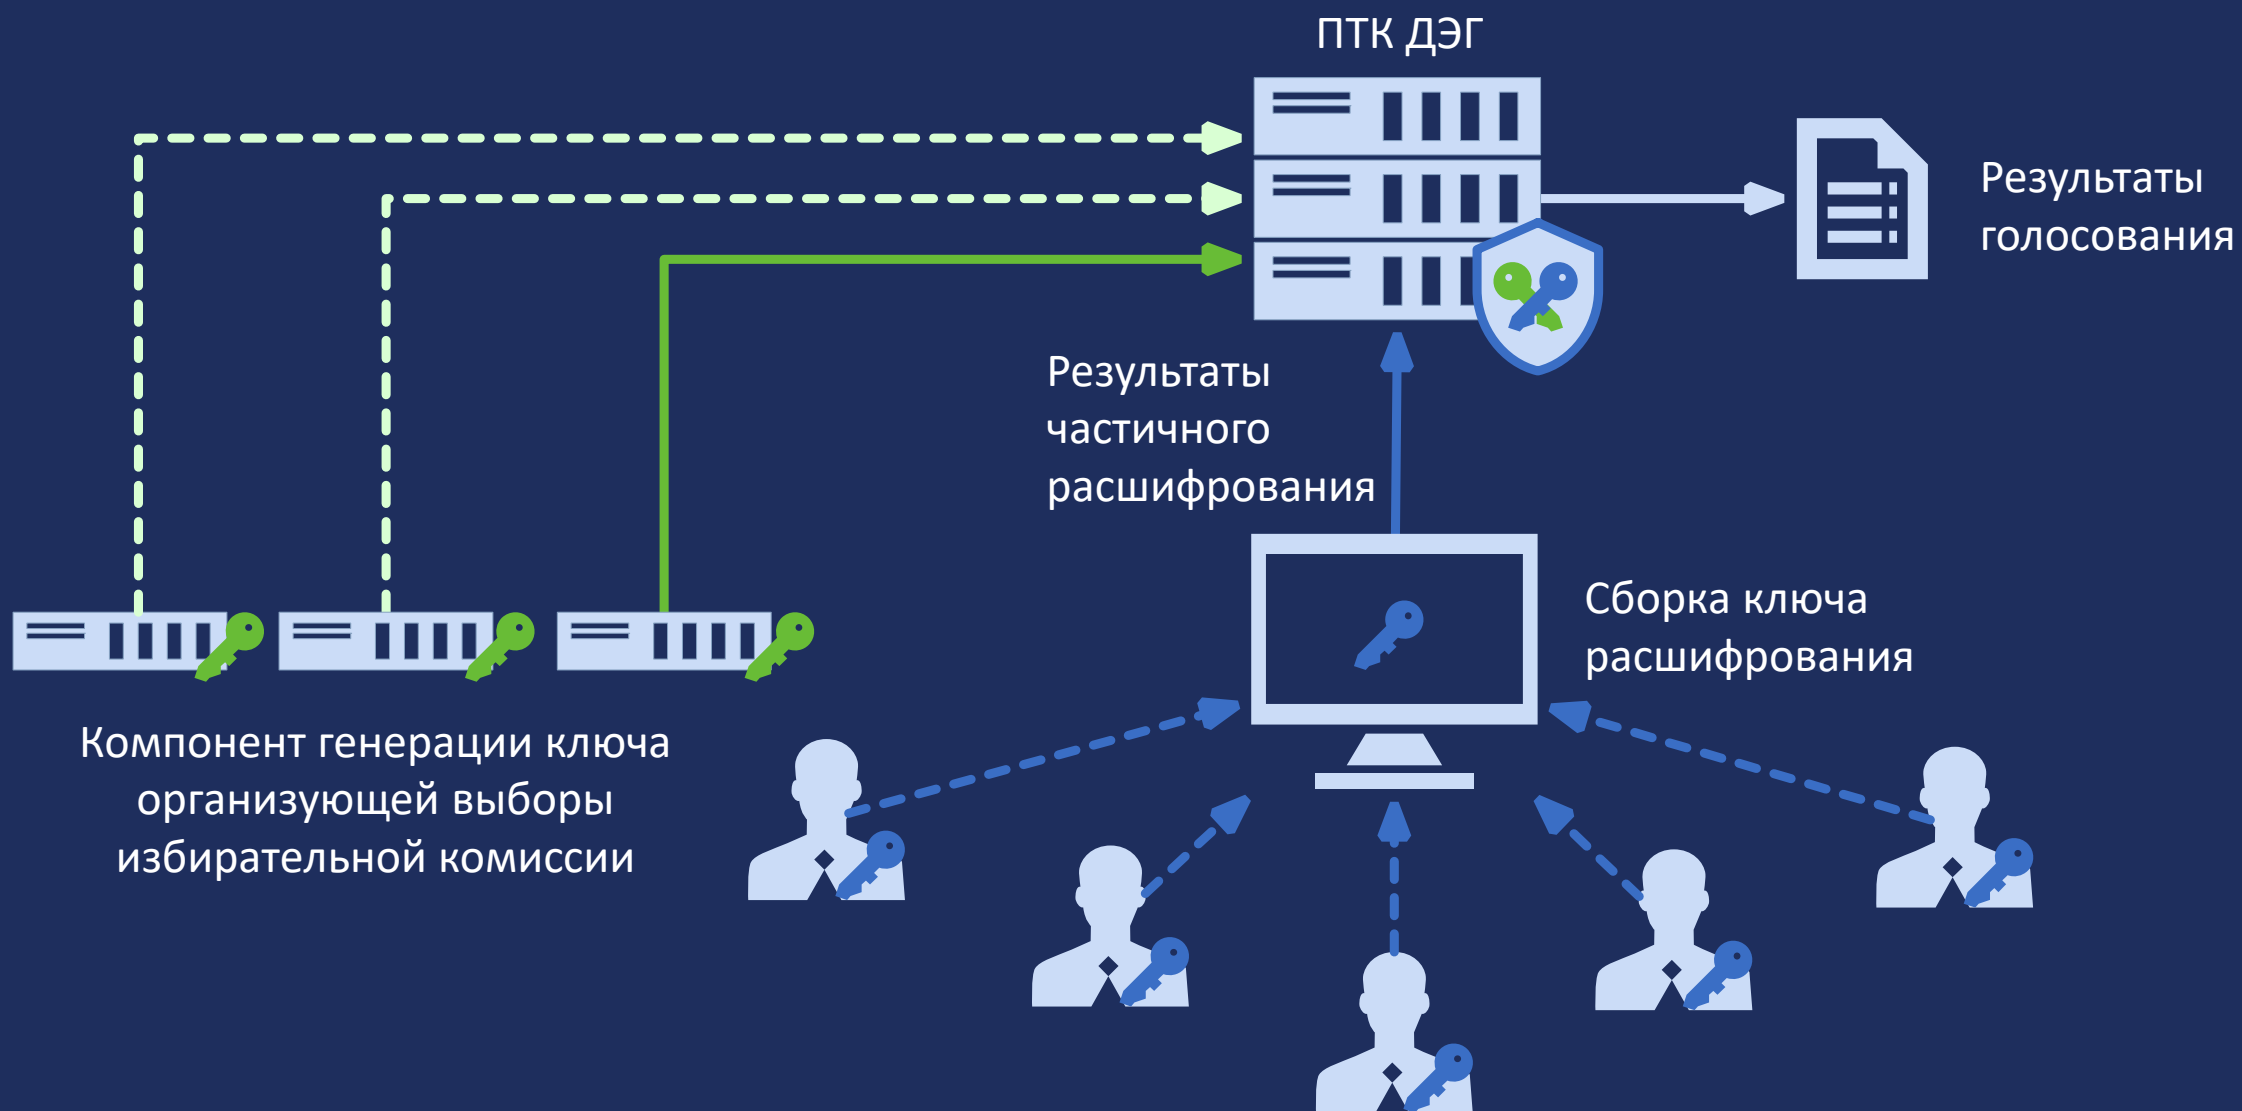 ПТК ДЭГ
Результаты
голосования
Результаты
частичного
расшифрования
Сборка ключа
расшифрования
Компонент генерации ключа
организующей выборы
избирательной комиссии